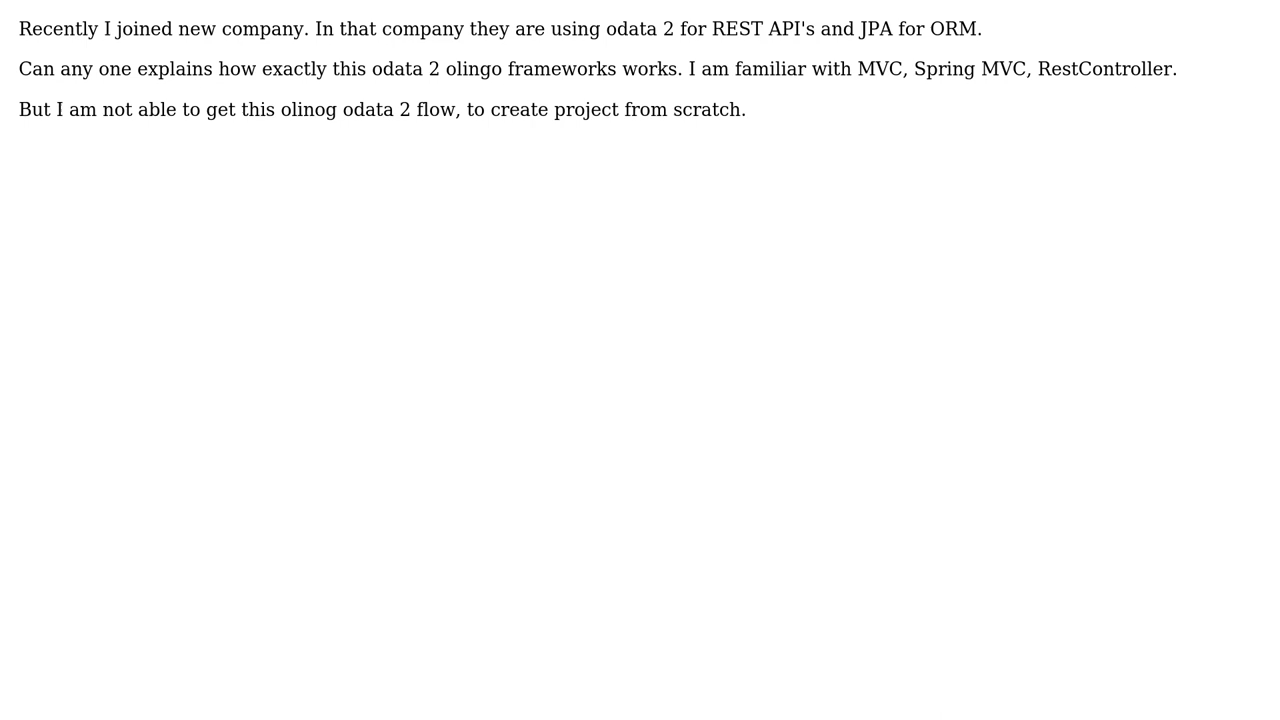 Recently I joined new company. In that company they are using odata 2 for REST API's and JPA for ORM.
Can any one explains how exactly this odata 2 olingo frameworks works. I am familiar with MVC, Spring MVC, RestController.
But I am not able to get this olinog odata 2 flow, to create project from scratch.